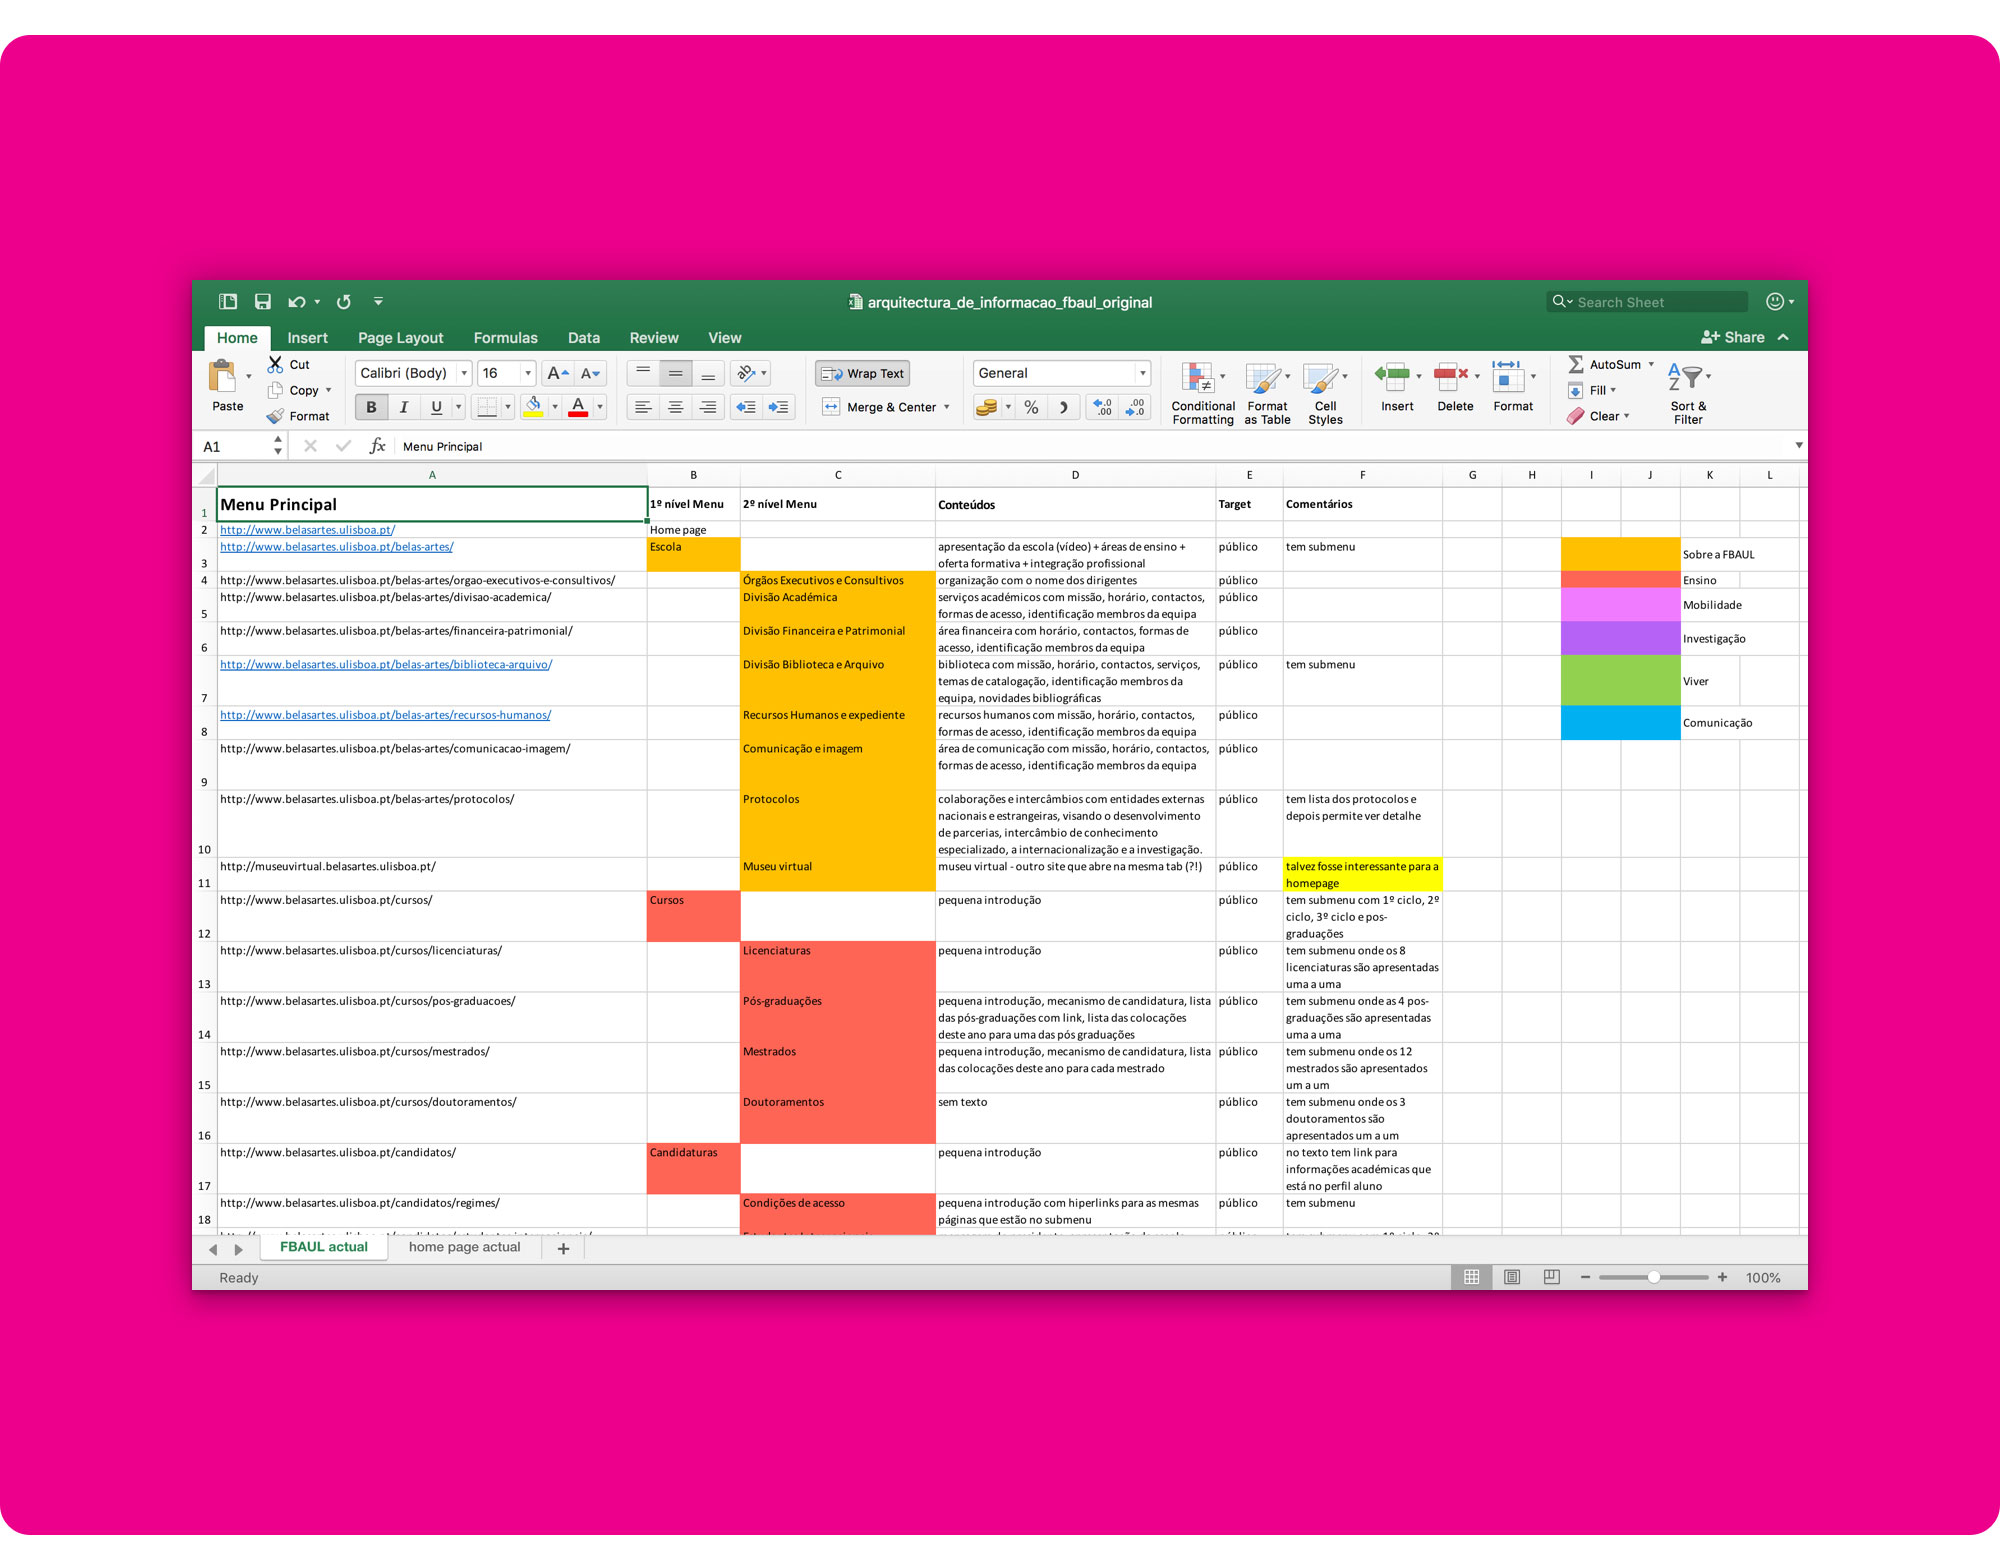 arquitectura_de_informacao_fbaul_original
Search Sheet
Home Insert Page Layout Formulas Data Review View Share
Paste
Cut
Copy
Format
Calibri (Body) 16
B I U
Wrap Text
Merge & Center
General
Conditional Formatting
Format as Table
Cell Styles
Insert
Delete
Format
AutoSum
Fill
Clear
Sort & Filter
A1 fx Menu Principal
A B C D E F G H I J K L
1 Menu Principal 1º nível Menu 2º nível Menu Conteúdos Target Comentários
2 http://www.belasartes.ulisboa.pt/ Home page
3 http://www.belasartes.ulisboa.pt/belas-artes/ Escola apresentação da escola (vídeo) + áreas de ensino + público tem submenu Sobre a FBAUL
oferta formativa + integração profissional
4 http://www.belasartes.ulisboa.pt/belas-artes/orgao-executivos-e-consultivos/ Órgãos Executivos e Consultivos organização com o nome dos dirigentes público Ensino
5 http://www.belasartes.ulisboa.pt/belas-artes/divisao-academica/ Divisão Académica serviços académicos com missão, horário, contactos, público Mobilidade
formas de acesso, identificação membros da equipa
6 http://www.belasartes.ulisboa.pt/belas-artes/financeira-patrimonial/ Divisão Financeira e Patrimonial área financeira com horário, contactos, formas de público Investigação
acesso, identificação membros da equipa
7 http://www.belasartes.ulisboa.pt/belas-artes/biblioteca-arquivo/ Divisão Biblioteca e Arquivo biblioteca com missão, horário, contactos, serviços, público tem submenu Viver
temas de catalogação, identificação membros da
equipa, novidades bibliográficas
8 http://www.belasartes.ulisboa.pt/belas-artes/recursos-humanos/ Recursos Humanos e expediente recursos humanos com missão, horário, contactos, público Comunicação
formas de acesso, identificação membros da equipa
9 http://www.belasartes.ulisboa.pt/belas-artes/comunicacao-imagem/ Comunicação e imagem área de comunicação com missão, horário, contactos, público
formas de acesso, identificação membros da equipa
10 http://www.belasartes.ulisboa.pt/belas-artes/protocolos/ Protocolos colaborações e intercâmbios com entidades externas público tem lista dos protocolos e
nacionais e estrangeiras, visando o desenvolvimento depois permite ver detalhe
de parcerias, intercâmbio de conhecimento
especializado, a internacionalização e a investigação.
11 http://museuvirtual.belasartes.ulisboa.pt/ Museu virtual museu virtual - outro site que abre na mesma tab (?!) público talvez fosse interessante para a
homepage
12 http://www.belasartes.ulisboa.pt/cursos/ Cursos pequena introdução público tem submenu com 1º ciclo, 2º
ciclo, 3º ciclo e pos-
graduações
13 http://www.belasartes.ulisboa.pt/cursos/licenciaturas/ Licenciaturas pequena introdução público tem submenu onde os 8
licenciaturas são apresentadas
uma a uma
14 http://www.belasartes.ulisboa.pt/cursos/pos-graduacoes/ Pós-graduações pequena introdução, mecanismo de candidatura, lista público tem submenu onde as 4 pos-
das pós-graduações com link, lista das colocações graduações são apresentadas
deste ano para uma das pós graduações uma a uma
15 http://www.belasartes.ulisboa.pt/cursos/mestrados/ Mestrados pequena introdução, mecanismo de candidatura, lista público tem submenu onde os 12
das colocações deste ano para cada mestrado mestrados são apresentados
um a um
16 http://www.belasartes.ulisboa.pt/cursos/doutoramentos/ Doutoramentos sem texto público tem submenu onde os 3
doutoramentos são
apresentados um a um
17 http://www.belasartes.ulisboa.pt/candidatos/ Candidaturas pequena introdução público no texto tem link para
informações académicas que
está no perfil aluno
18 http://www.belasartes.ulisboa.pt/candidatos/regimes/ Condições de acesso pequena introdução com hiperlinks para as mesmas público tem submenu
páginas que estão no submenu
FBAUL actual home page actual
Ready 100%